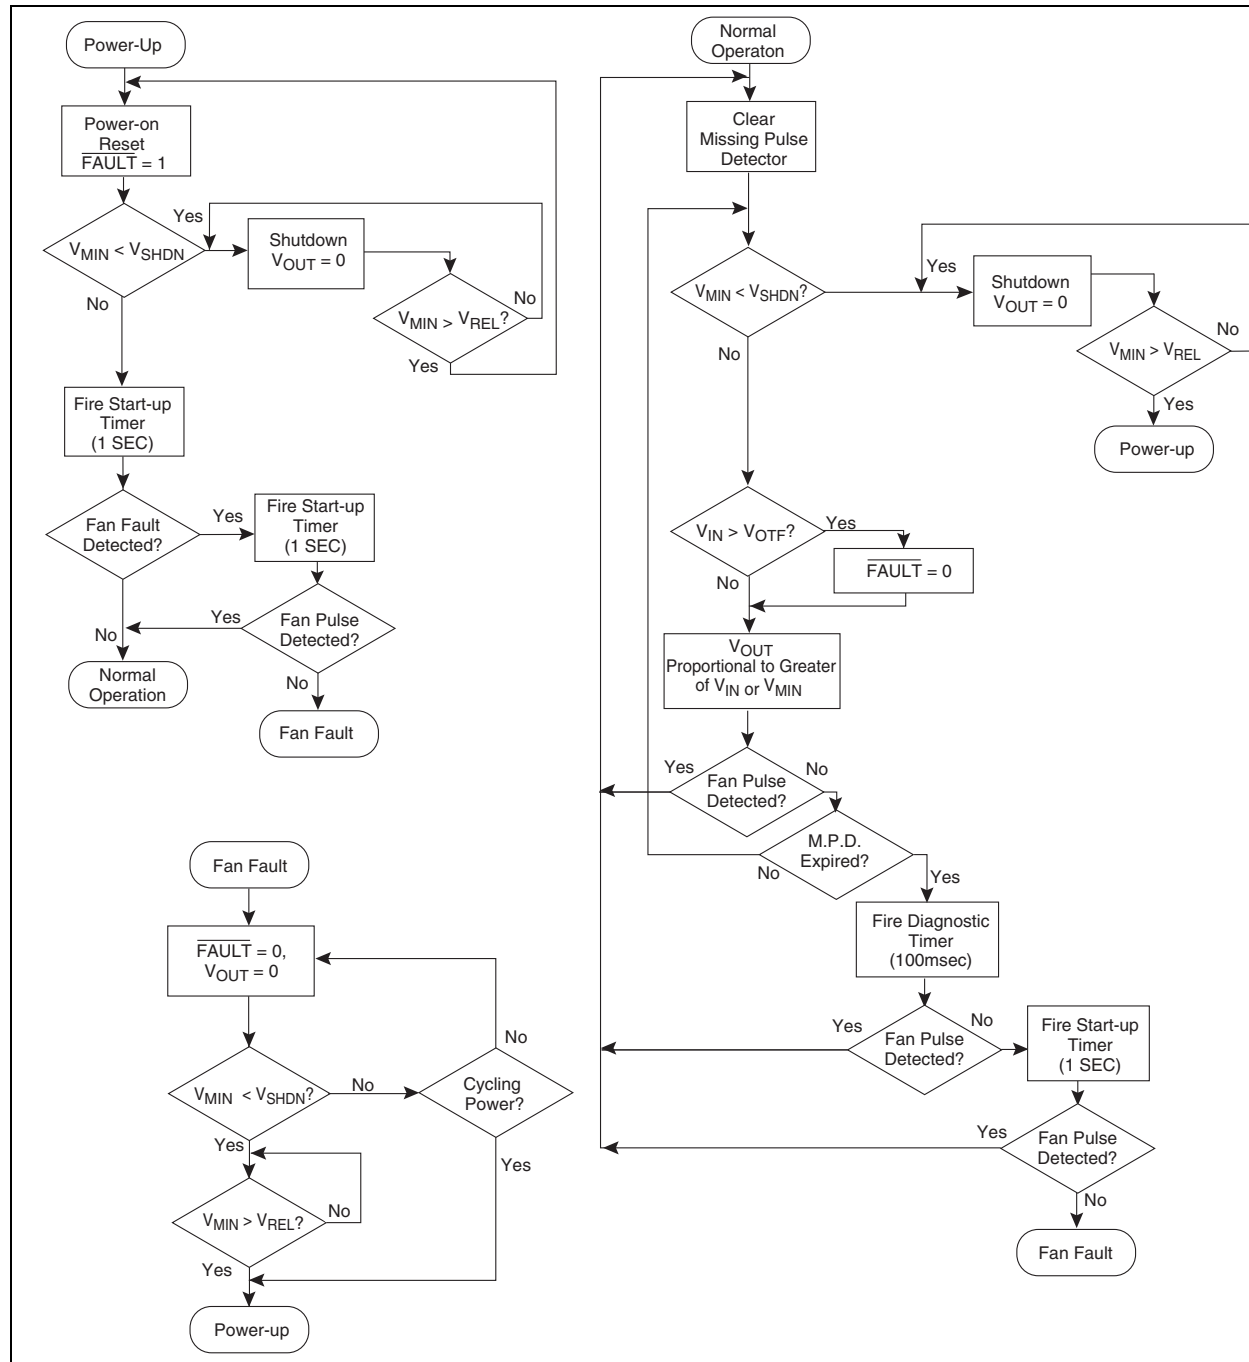 Power-Up
Power-on
Reset
FAULT = 1
Yes
VMIN < VSHDN
No
Shutdown
VOUT = 0
VMIN > VREL?
No
Yes
Fire Start-up
Timer
(1 SEC)
Fan Fault
Detected?
Yes
Fire Start-up
Timer
(1 SEC)
Yes
Fan Pulse
Detected?
No
No
Normal
Operation
Fan Fault
Fan Fault
FAULT = 0,
VOUT = 0
No
VMIN < VSHDN?
No
Cycling
Power?
Yes
Yes
VMIN > VREL?
No
Yes
Power-up
Normal
Operaton
Clear
Missing Pulse
Detector
VMIN < VSHDN?
Yes
No
Shutdown
VOUT = 0
VMIN > VREL
No
Yes
Power-up
VIN > VOTF?
Yes
No
FAULT = 0
VOUT
Proportional to Greater
of VIN or VMIN
Yes
Fan Pulse
Detected?
No
M.P.D.
Expired?
No
Yes
Fire Diagnostic
Timer
(100msec)
Yes
Fan Pulse
Detected?
No
Fire Start-up
Timer
(1 SEC)
Yes
Fan Pulse
Detected?
No
Fan Fault